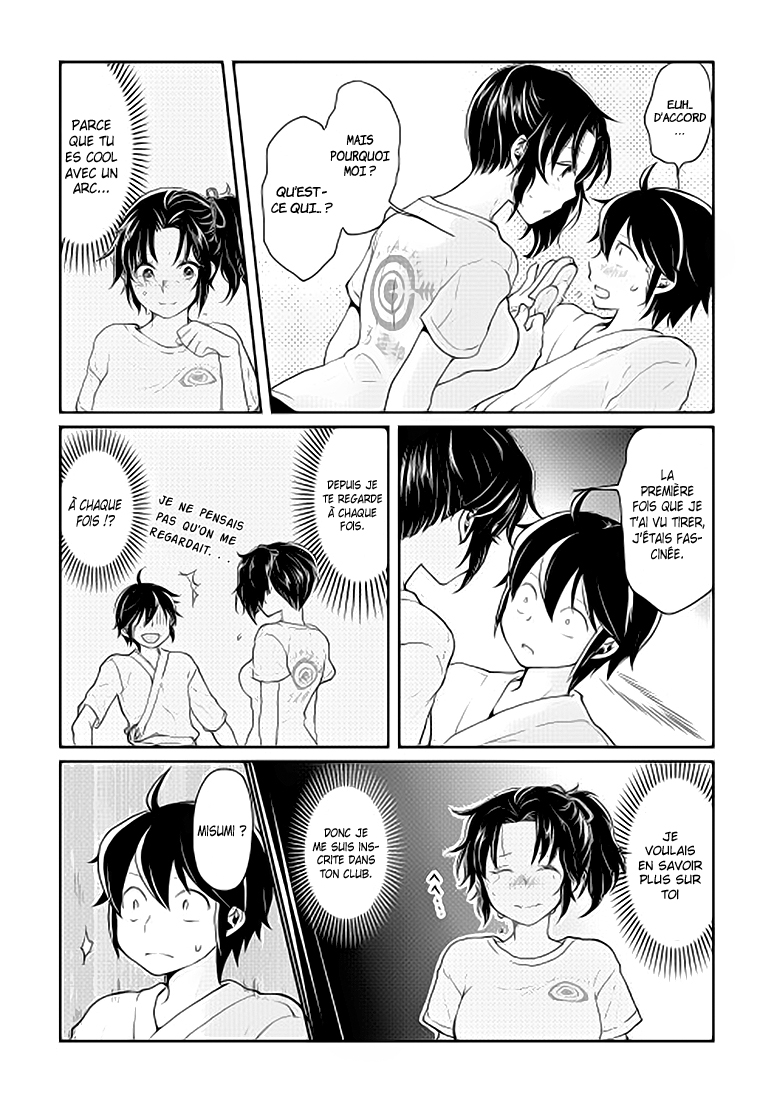 EUH...
D'ACCORD
...
MAIS
POURQUOI
MOI ?
QU'EST-
CE QUI... ?
PARCE
QUE TU
ES COOL
AVEC UN
ARC...
LA
PREMIÈRE
FOIS QUE JE
T'AI VU TIRER,
J'ÉTAIS FAS-
CINÉE.
DEPUIS JE
TE REGARDE
À CHAQUE
FOIS.
JE NE PENSAIS
PAS QU'ON ME
REGARDAIT...
À CHAQUE
FOIS !?
JE
VOULAIS
EN SAVOIR
PLUS SUR
TOI
DONC JE
ME SUIS INS-
CRITE DANS
TON CLUB.
MISUMI ?